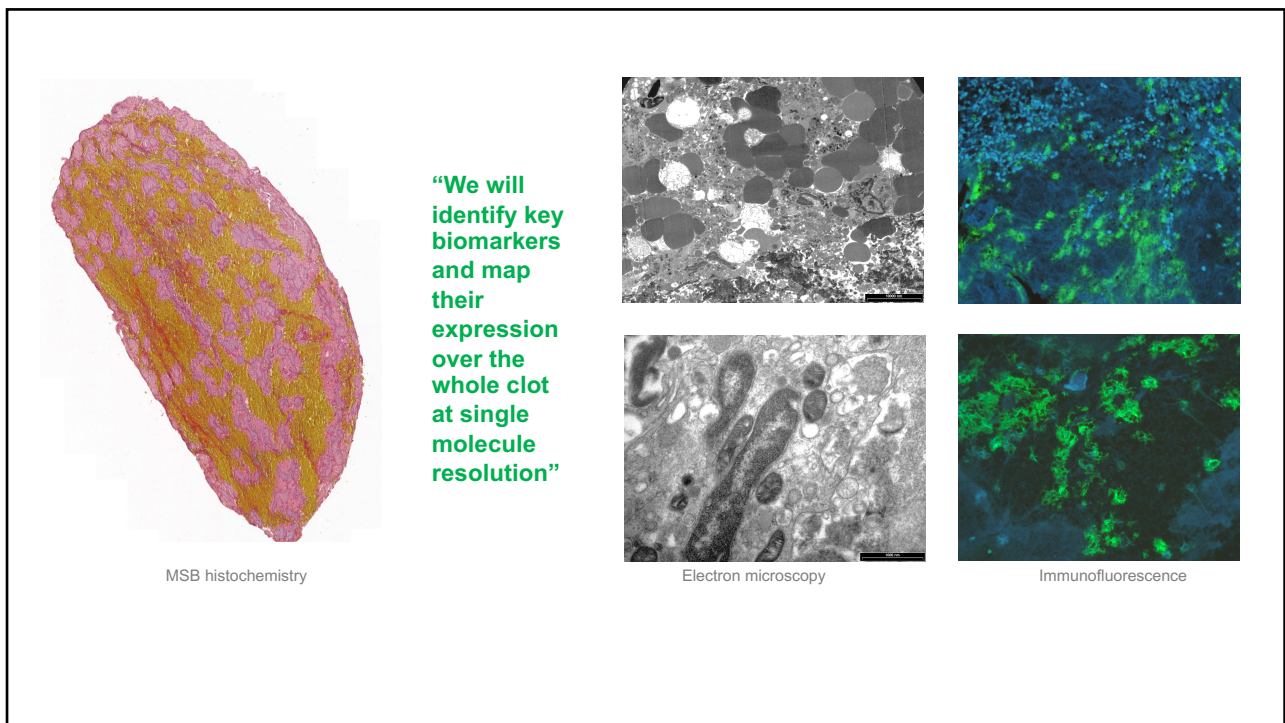 “We will
identify key
biomarkers
and map
their
expression
over the
whole clot
at single
molecule
resolution”
MSB histochemistry
Electron microscopy
Immunofluorescence